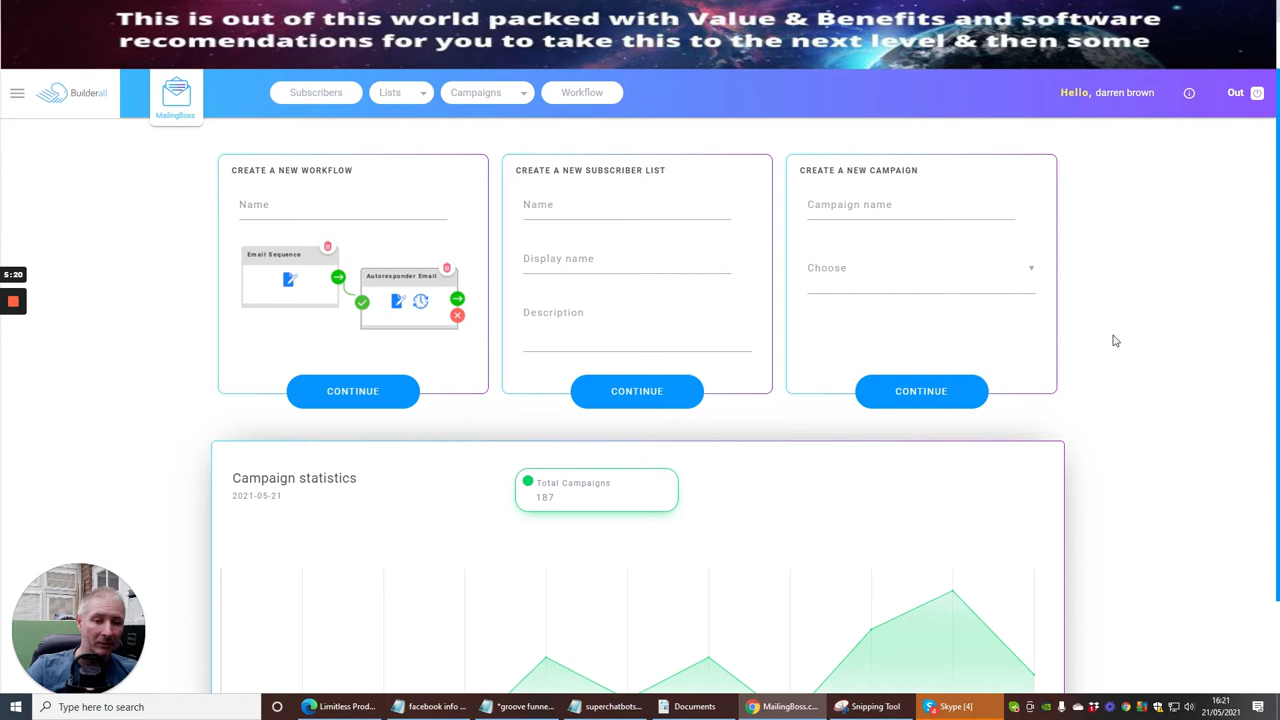 This is out of this world packed with Value & Benefits and software
recomendations for you to take this to the next level & then some
Builderall
MailingBoss
Subscribers
Lists
Campaigns
Workflow
Hello, darren brown
Out
CREATE A NEW WORKFLOW
Name
Email Sequence
Autoresponder Email
CONTINUE
CREATE A NEW SUBSCRIBER LIST
Name
Display name
Description
CONTINUE
CREATE A NEW CAMPAIGN
Campaign name
Choose
CONTINUE
5:20
Campaign statistics
2021-05-21
Total Campaigns
187
Type here to search
Limitless Prod...
facebook info ...
*groove funne...
superchatbots...
Documents
MailingBoss.c...
Snipping Tool
Skype [4]
16:21
21/05/2021